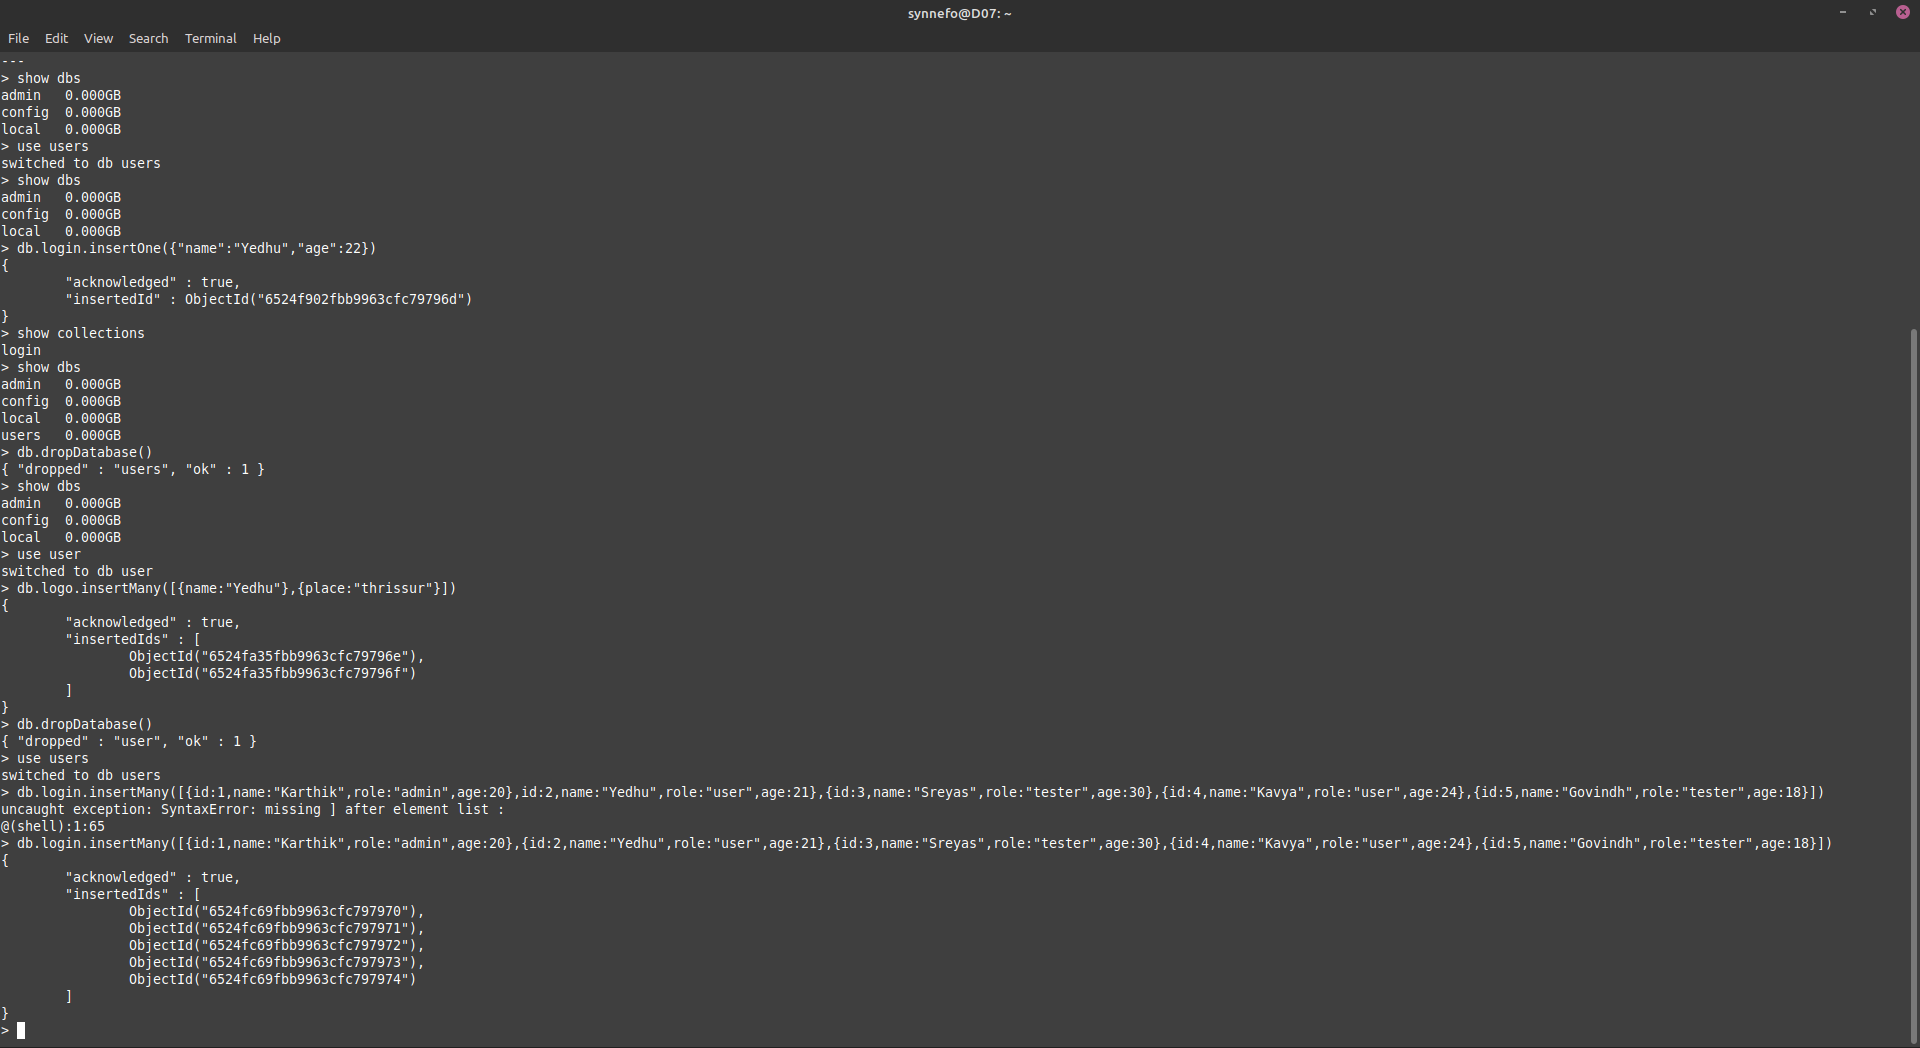 synnefo@D07: ~
File Edit View Search Terminal Help
---
> show dbs
admin   0.000GB
config  0.000GB
local   0.000GB
> use users
switched to db users
> show dbs
admin   0.000GB
config  0.000GB
local   0.000GB
> db.login.insertOne({"name":"Yedhu","age":22})
{
        "acknowledged" : true,
        "insertedId" : ObjectId("6524f902fbb9963cfc79796d")
}
> show collections
login
> show dbs
admin   0.000GB
config  0.000GB
local   0.000GB
users   0.000GB
> db.dropDatabase()
{ "dropped" : "users", "ok" : 1 }
> show dbs
admin   0.000GB
config  0.000GB
local   0.000GB
> use user
switched to db user
> db.logo.insertMany([{name:"Yedhu"},{place:"thrissur"}])
{
        "acknowledged" : true,
        "insertedIds" : [
                ObjectId("6524fa35fbb9963cfc79796e"),
                ObjectId("6524fa35fbb9963cfc79796f")
        ]
}
> db.dropDatabase()
{ "dropped" : "user", "ok" : 1 }
> use users
switched to db users
> db.login.insertMany([{id:1,name:"Karthik",role:"admin",age:20},id:2,name:"Yedhu",role:"user",age:21},{id:3,name:"Sreyas",role:"tester",age:30},{id:4,name:"Kavya",role:"user",age:24},{id:5,name:"Govindh",role:"tester",age:18}])
uncaught exception: SyntaxError: missing ] after element list :
@(shell):1:65
> db.login.insertMany([{id:1,name:"Karthik",role:"admin",age:20},{id:2,name:"Yedhu",role:"user",age:21},{id:3,name:"Sreyas",role:"tester",age:30},{id:4,name:"Kavya",role:"user",age:24},{id:5,name:"Govindh",role:"tester",age:18}])
{
        "acknowledged" : true,
        "insertedIds" : [
                ObjectId("6524fc69fbb9963cfc797970"),
                ObjectId("6524fc69fbb9963cfc797971"),
                ObjectId("6524fc69fbb9963cfc797972"),
                ObjectId("6524fc69fbb9963cfc797973"),
                ObjectId("6524fc69fbb9963cfc797974")
        ]
}
>